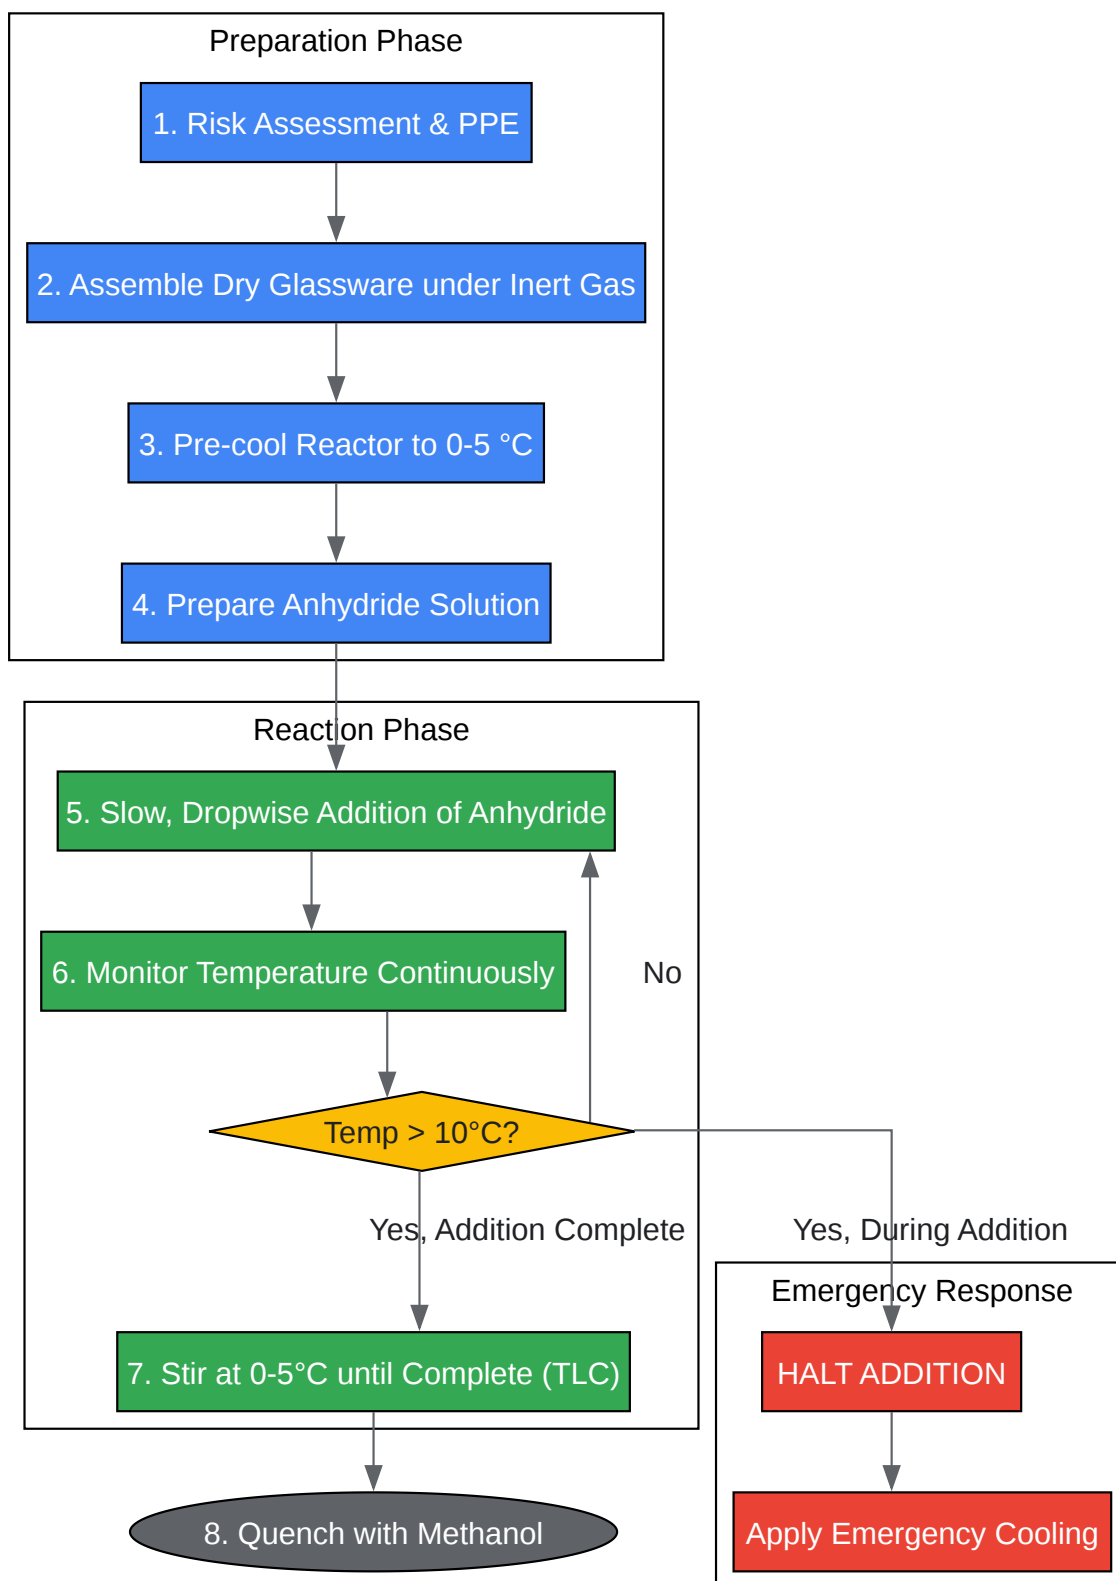 Preparation Phase
1. Risk Assessment & PPE
2. Assemble Dry Glassware under Inert Gas
3. Pre-cool Reactor to 0-5 °C
4. Prepare Anhydride Solution
Reaction Phase
5. Slow, Dropwise Addition of Anhydride
6. Monitor Temperature Continuously
No
Temp > 10°C?
Yes, Addition Complete
Yes, During Addition
Emergency Response
7. Stir at 0-5°C until Complete (TLC)
HALT ADDITION
8. Quench with Methanol
Apply Emergency Cooling